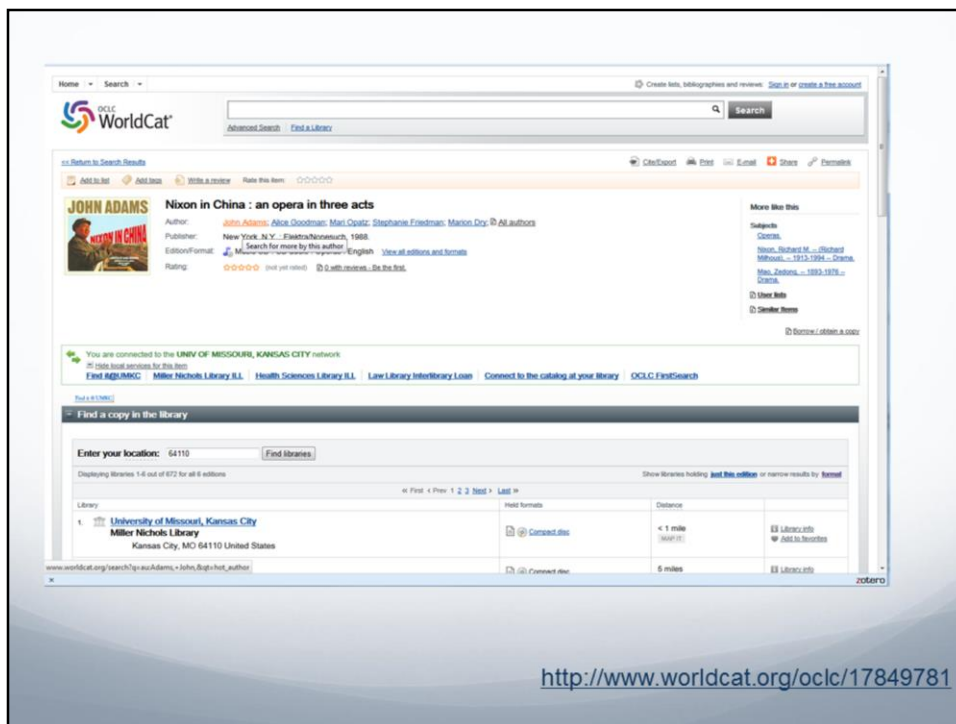 Home Search Create lists, bibliographies and reviews: Sign in or create a free account
OCLC
WorldCat®
Search
Advanced Search Find a Library
<< Return to Search Results Cite/Export Print E-mail Share Permalink
Add to list Add tags Write a review Rate this item:
JOHN ADAMS
NIXON IN CHINA
Nixon in China : an opera in three acts
Author: John Adams; Alice Goodman; Mari Opatz; Stephanie Friedman; Marion Dry; All authors
Publisher: New York, N.Y. : Elektra/Nonesuch, 1988.
Search for more by this author
Edition/Format: English View all editions and formats
Rating: (not yet rated) 0 with reviews - Be the first.
More like this
Subjects
Operas.
Nixon, Richard M. -- (Richard
Milhous), -- 1913-1994 -- Drama.
Mao, Zedong, -- 1893-1976 --
Drama.
User lists
Similar Items
Borrow / obtain a copy
You are connected to the UNIV OF MISSOURI, KANSAS CITY network
Hide local services for this item
Find it@UMKC Miller Nichols Library ILL Health Sciences Library ILL Law Library Interlibrary Loan Connect to the catalog at your library OCLC FirstSearch
Find it @ UMKC
Find a copy in the library
Enter your location: 64110 Find libraries
Displaying libraries 1-6 out of 672 for all 6 editions Show libraries holding just this edition or narrow results by format
« First < Prev 1 2 3 Next > Last »
Library Held formats Distance
1. University of Missouri, Kansas City Compact disc < 1 mile Library info
Miller Nichols Library MAP IT Add to favorites
Kansas City, MO 64110 United States
www.worldcat.org/search?q=au:Adams,+John,&qt=hot_author Compact disc 5 miles Library info
zotero
http://www.worldcat.org/oclc/17849781